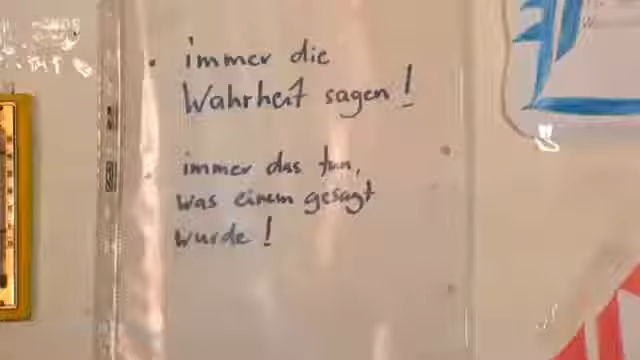 • immer die
Wahrheit sagen!
immer das tun,
was einem gesagt
wurde!